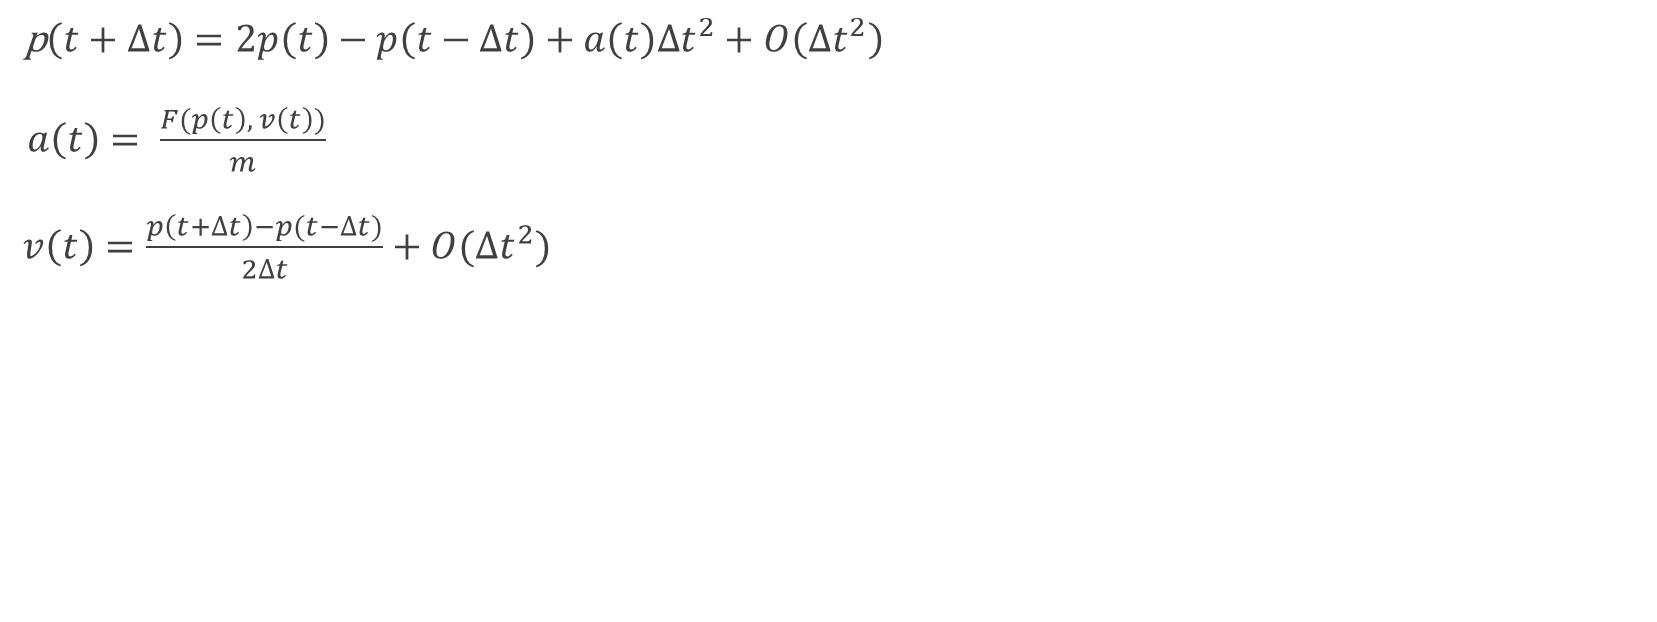 p(t + Δt) = 2p(t) − p(t − Δt) + a(t)Δt² + O(Δt²)
a(t) = F(p(t), v(t)) / m
v(t) = p(t+Δt)−p(t−Δt) / 2Δt + O(Δt²)